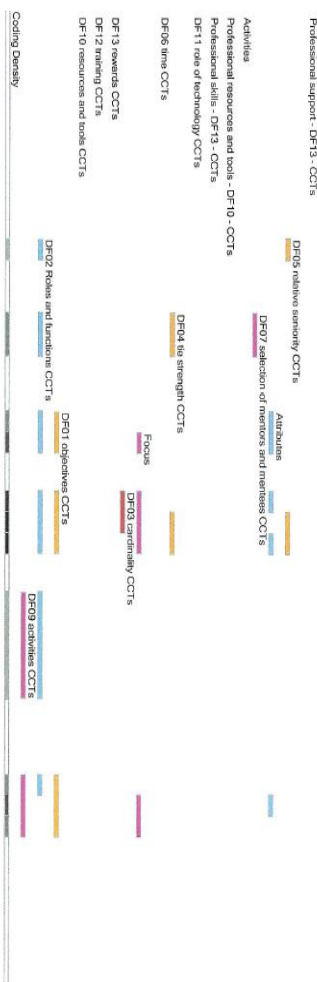 Professional support - DF13 - CCTs
DF05 relative seniority CCTs
Attributes
DF07 selection of mentors and mentees CCTs
Activities
Professional resources and tools - DF10 - CCTs
Professional skills - DF13 - CCTs
DF11 role of technology CCTs
DF04 tie strength CCTs
DF06 time CCTs
Focus
DF03 cardinality CCTs
DF13 rewards CCTs
DF12 training CCTs
DF10 resources and tools CCTs
DF01 objectives CCTs
DF02 Roles and functions CCTs
DF09 activities CCTs
Coding Density